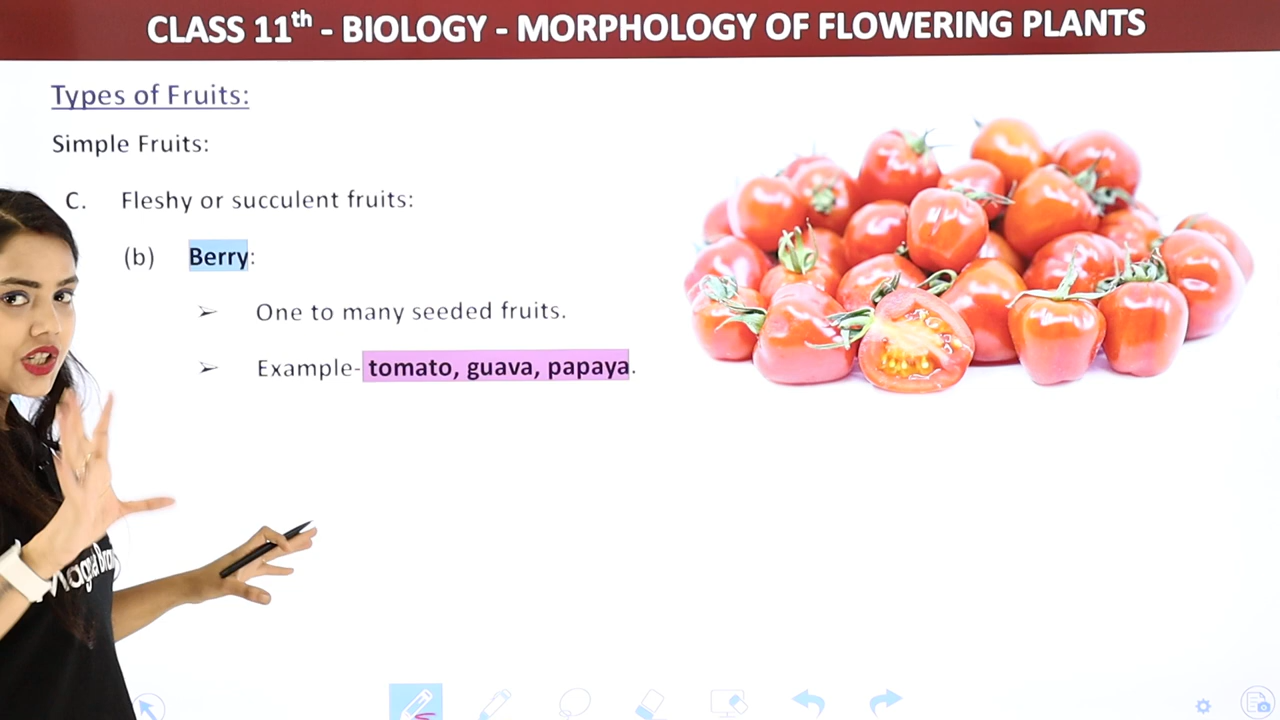 CLASS 11th - BIOLOGY - MORPHOLOGY OF FLOWERING PLANTS
Types of Fruits:
Simple Fruits:
C. Fleshy or succulent fruits:
(b) Berry:
➢ One to many seeded fruits.
➢ Example- tomato, guava, papaya.